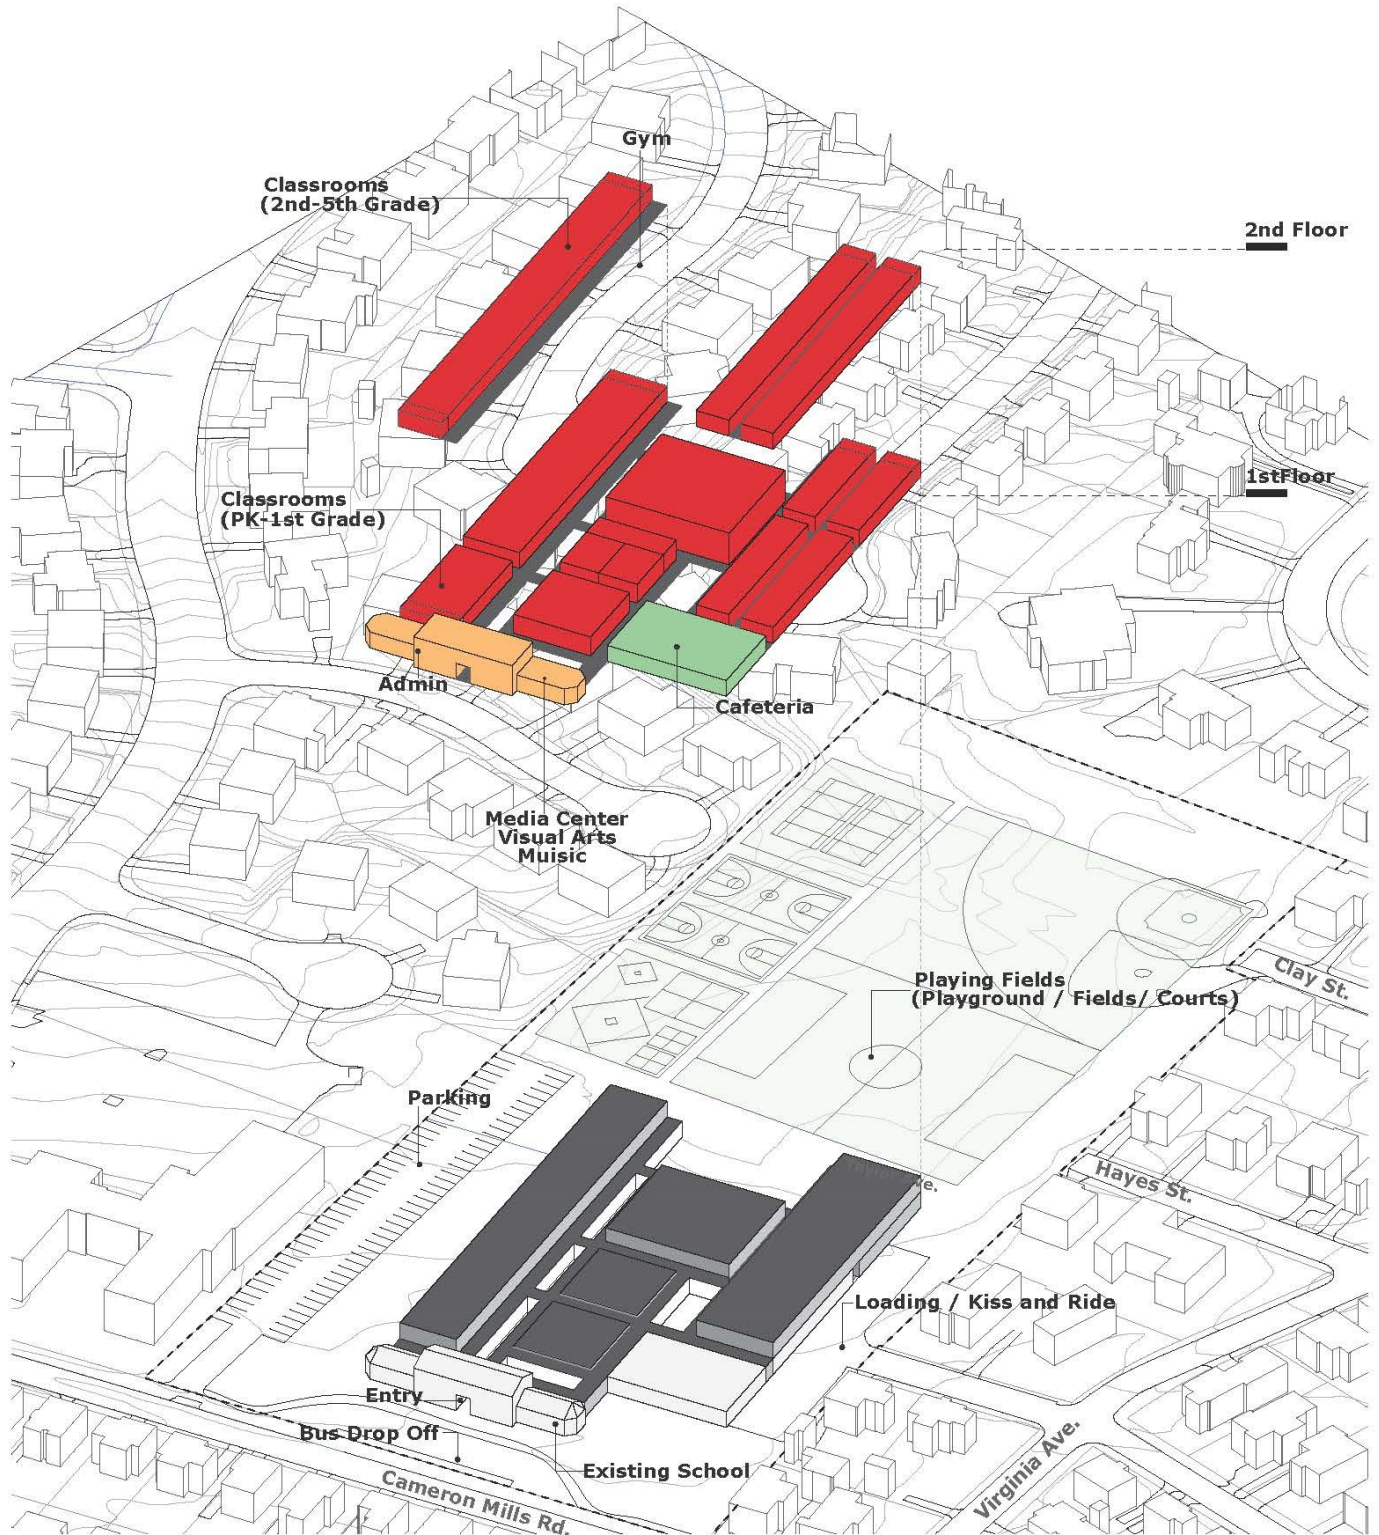 Gym
Classrooms
(2nd-5th Grade)
2nd Floor
1stFloor
Classrooms
(PK-1st Grade)
Admin
Cafeteria
Media Center
Visual Arts
Muisic
Clay St.
Playing Fields
(Playground / Fields/ Courts)
Parking
Hayes St.
Loading / Kiss and Ride
Entry
Bus Drop Off
Existing School
Virginia Ave.
Cameron Mills Rd.